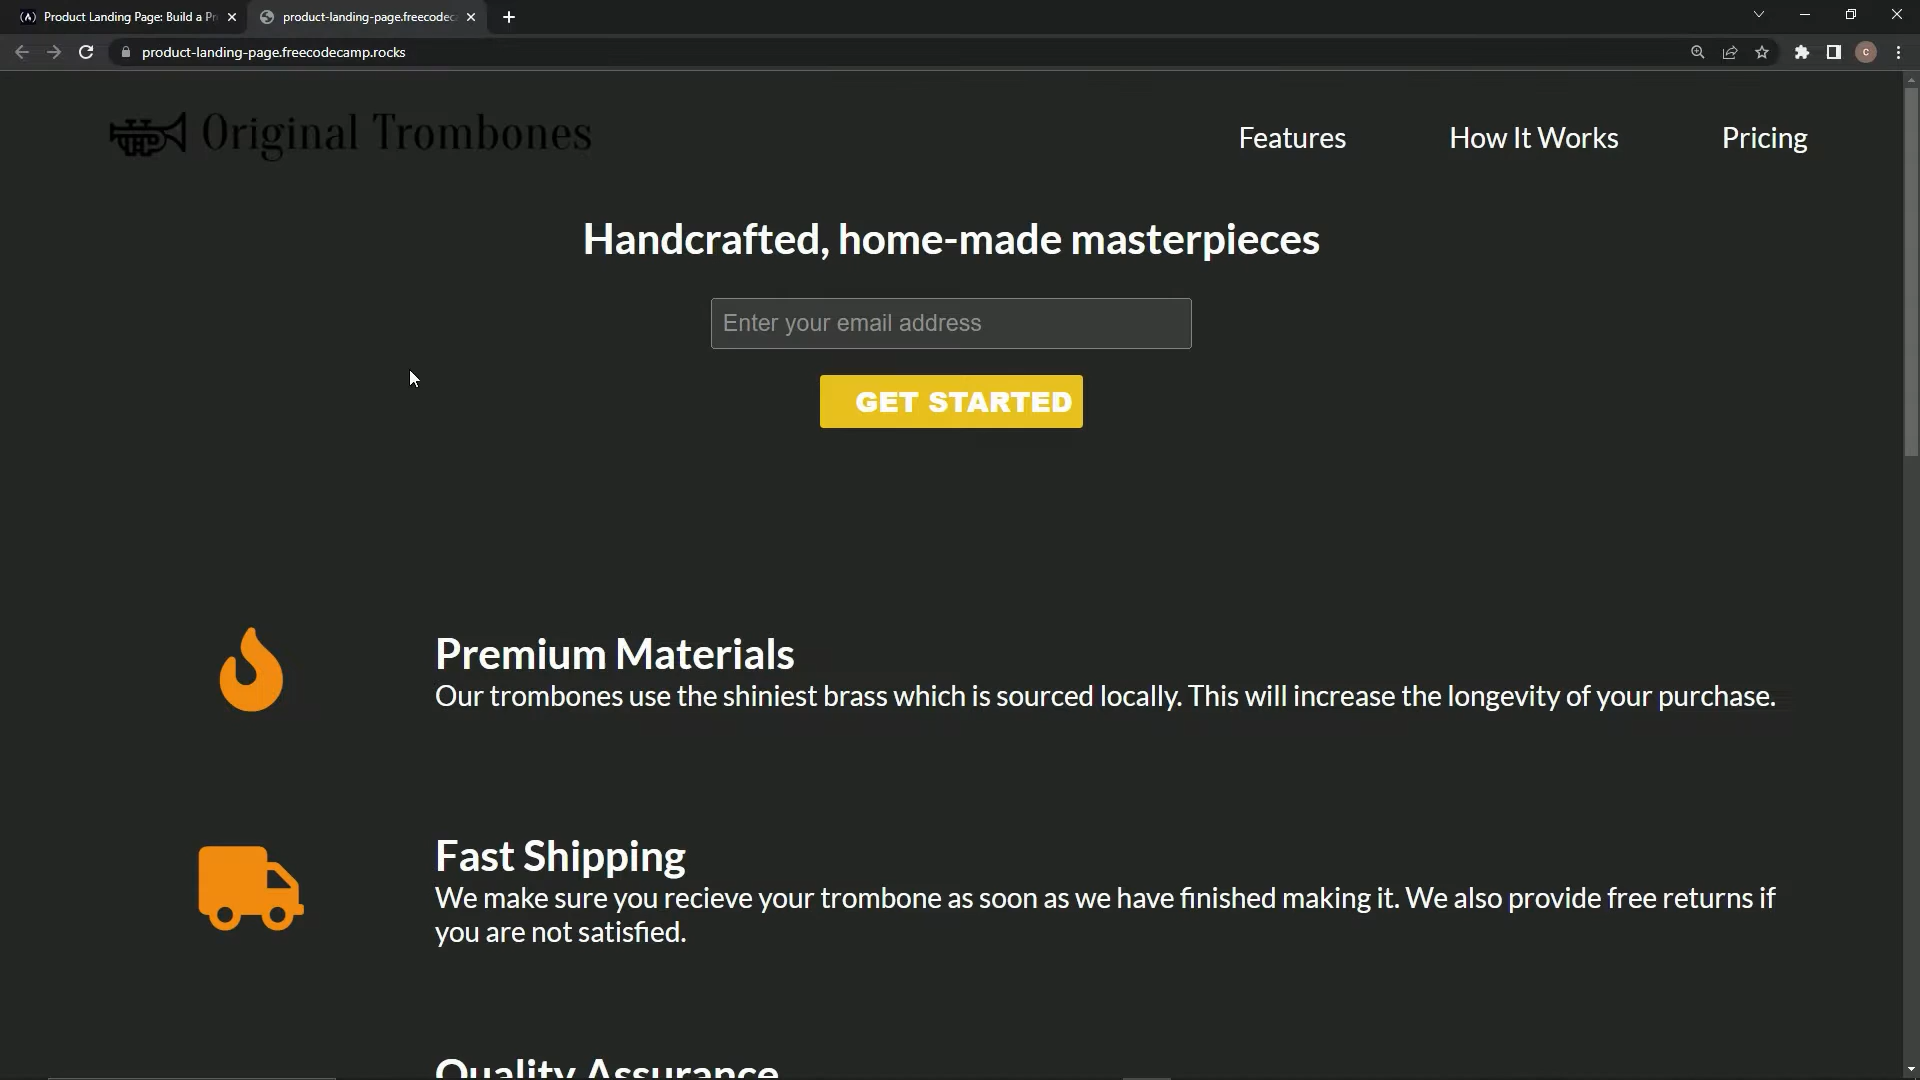 Product Landing Page: Build a Pr
product-landing-page.freecodec
product-landing-page.freecodecamp.rocks
C
Original Trombones
Features
How It Works
Pricing
Handcrafted, home-made masterpieces
Enter your email address
GET STARTED
Premium Materials
Our trombones use the shiniest brass which is sourced locally. This will increase the longevity of your purchase.
Fast Shipping
We make sure you recieve your trombone as soon as we have finished making it. We also provide free returns if
you are not satisfied.
Quality Assurance